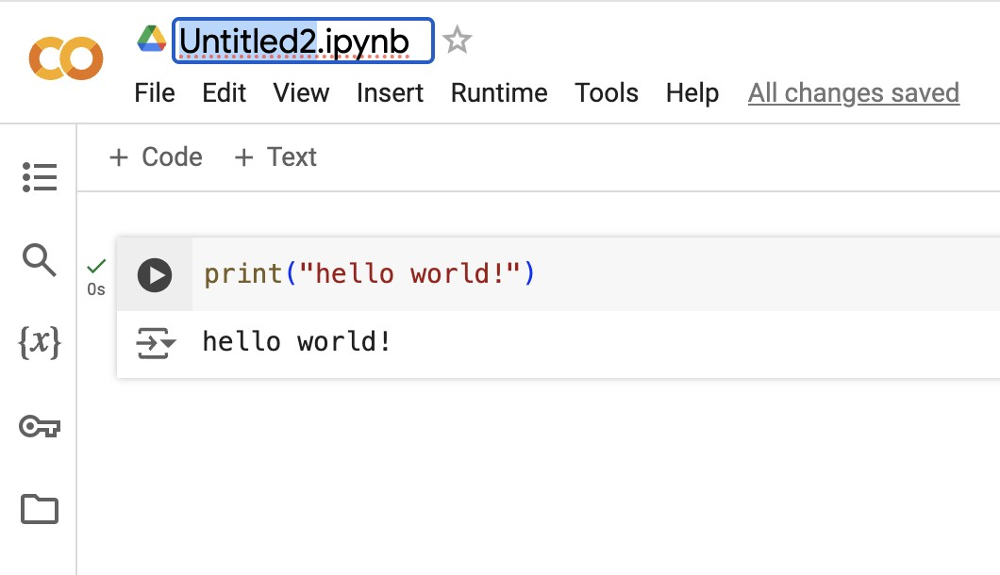 Untitled2.ipynb
File Edit View Insert Runtime Tools Help All changes saved
+ Code + Text
{x}
0s
print("hello world!")
hello world!